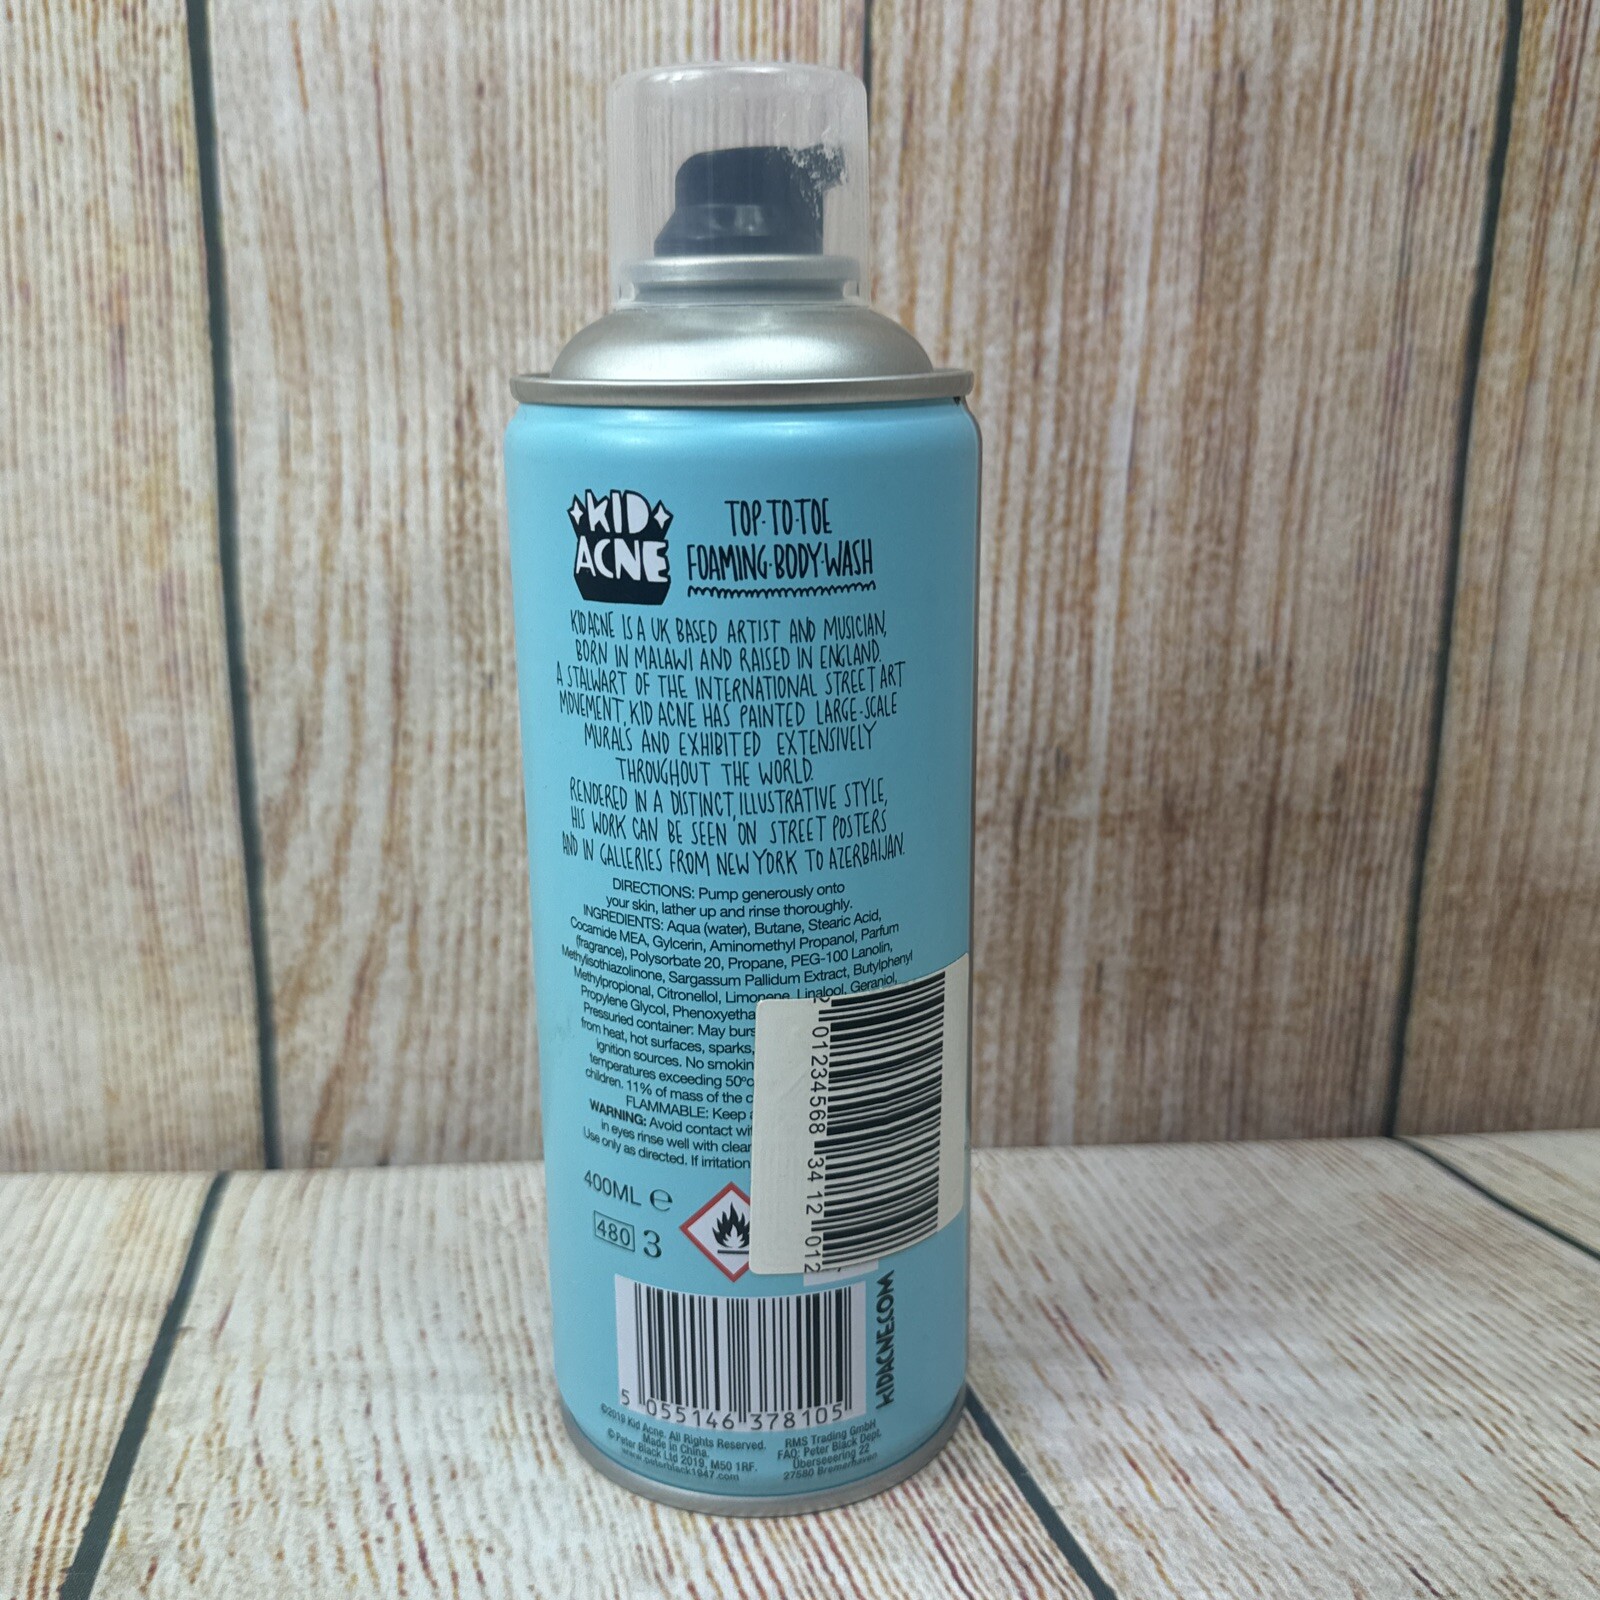 KID
ACNE
TOP·TO·TOE
FOAMING·BODY·WASH
KID ACNE IS A UK BASED ARTIST AND MUSICIAN,
BORN IN MALAWI AND RAISED IN ENGLAND.
A STALWART OF THE INTERNATIONAL STREET ART
MOVEMENT, KID ACNE HAS PAINTED LARGE-SCALE
MURALS AND EXHIBITED EXTENSIVELY
THROUGHOUT THE WORLD.
RENDERED IN A DISTINCT, ILLUSTRATIVE STYLE,
HIS WORK CAN BE SEEN ON STREET POSTERS
AND IN GALLERIES FROM NEW YORK TO AZERBAIJAN.
DIRECTIONS: Pump generously onto
your skin, lather up and rinse thoroughly.
INGREDIENTS: Aqua (water), Butane, Stearic Acid,
Cocamide MEA, Gylcerin, Aminomethyl Propanol, Parfum
(fragrance), Polysorbate 20, Propane, PEG-100 Lanolin,
Methylisothiazolinone, Sargassum Pallidum Extract, Butylphenyl
Methylpropional, Citronellol, Limonene, Linalool, Geraniol,
Propylene Glycol, Phenoxyetha
Pressuried container: May burs
from heat, hot surfaces, sparks,
ignition sources. No smokin
temperatures exceeding 50°c
children. 11% of mass of the c
FLAMMABLE: Keep
WARNING: Avoid contact wit
in eyes rinse well with clear
Use only as directed. If irritation
400ML ℮
480 3
2 01234568 34 12 012
5 055146 378105
KIDACNE.COM
©2019 Kid Acne. All Rights Reserved.
Made in China.
©Peter Black Ltd 2019, M50 1RF.
www.peterblack1947.com
RMS Trading GmbH
FAO: Peter Black Dept.
Überseeering 22
27580 Bremerhaven